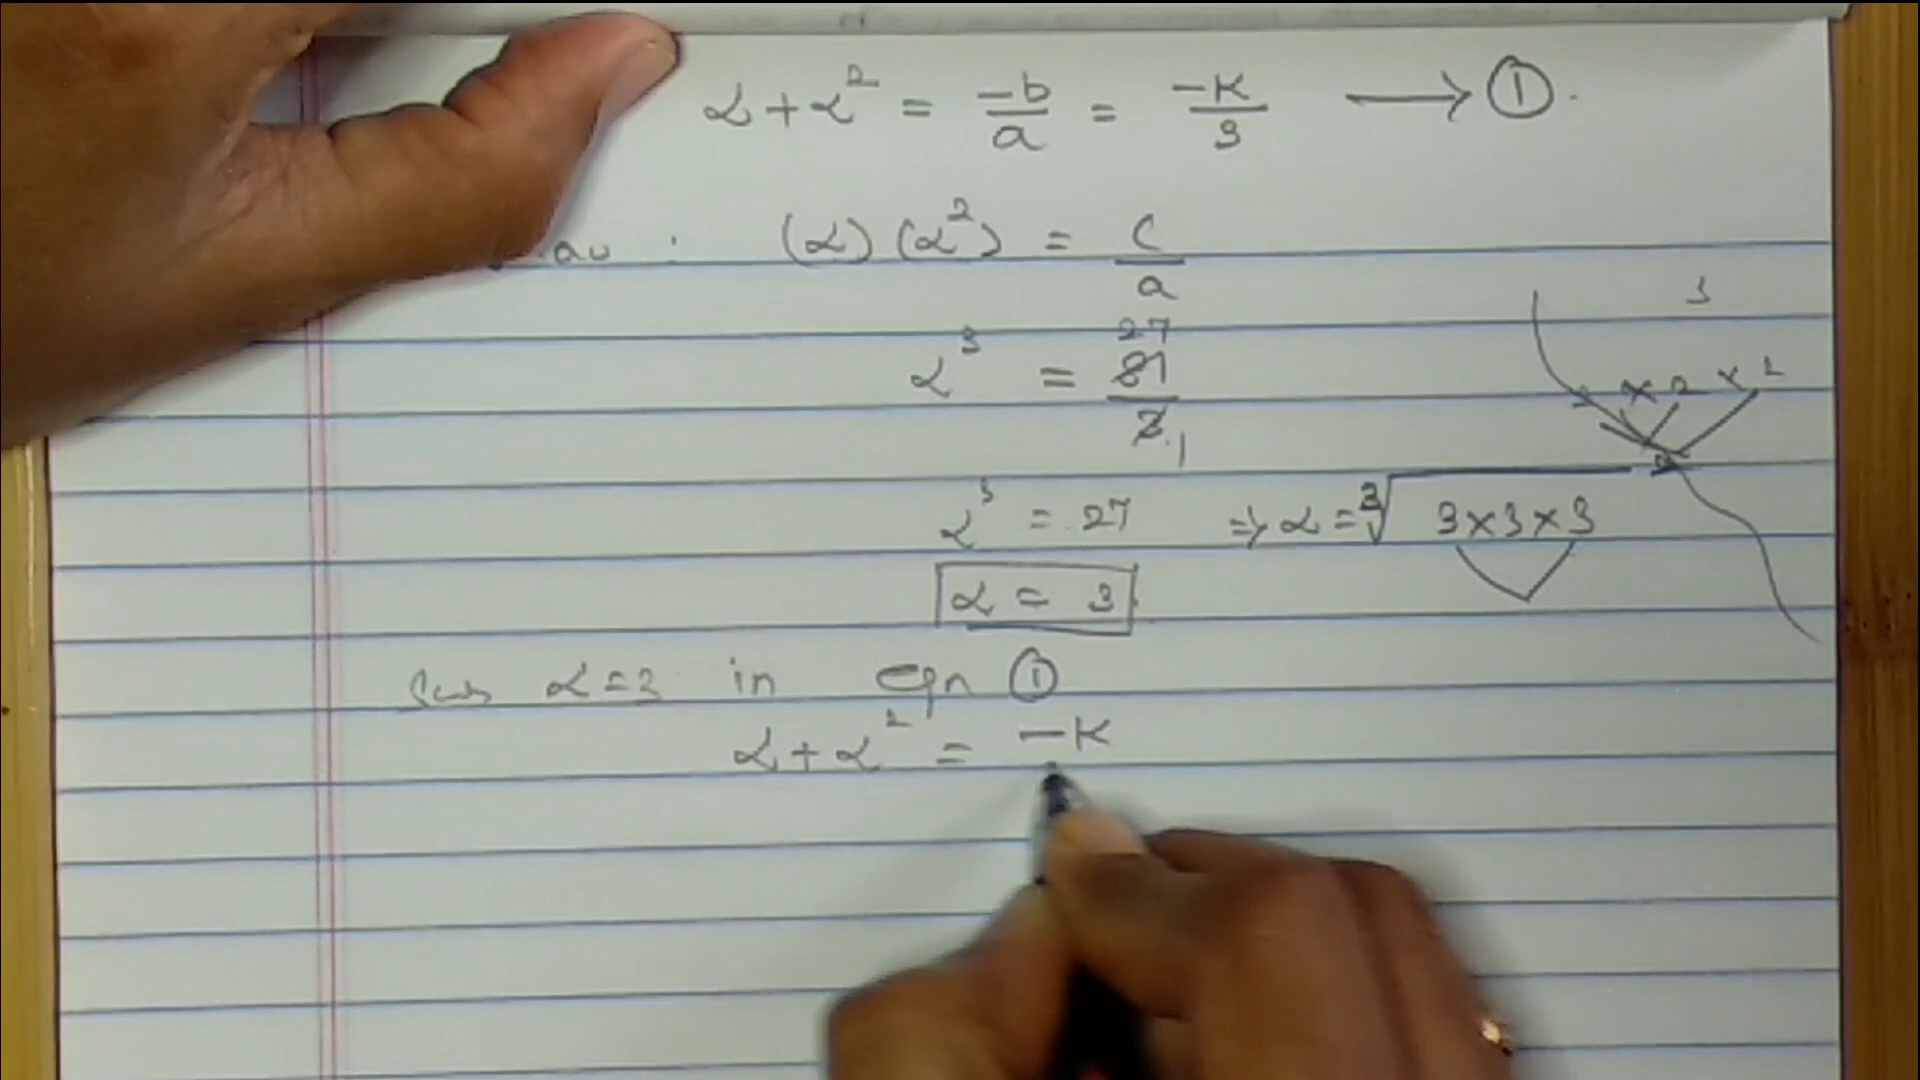 α + α² = -b/a = -K/3 → ①.
(α) (α²) = C/a
27
α³ = 81/3 1
α³ = 27 ⇒ α = ∛3×3×3
α = 3
Sub α=3 in eqn ①
α + α² = -K